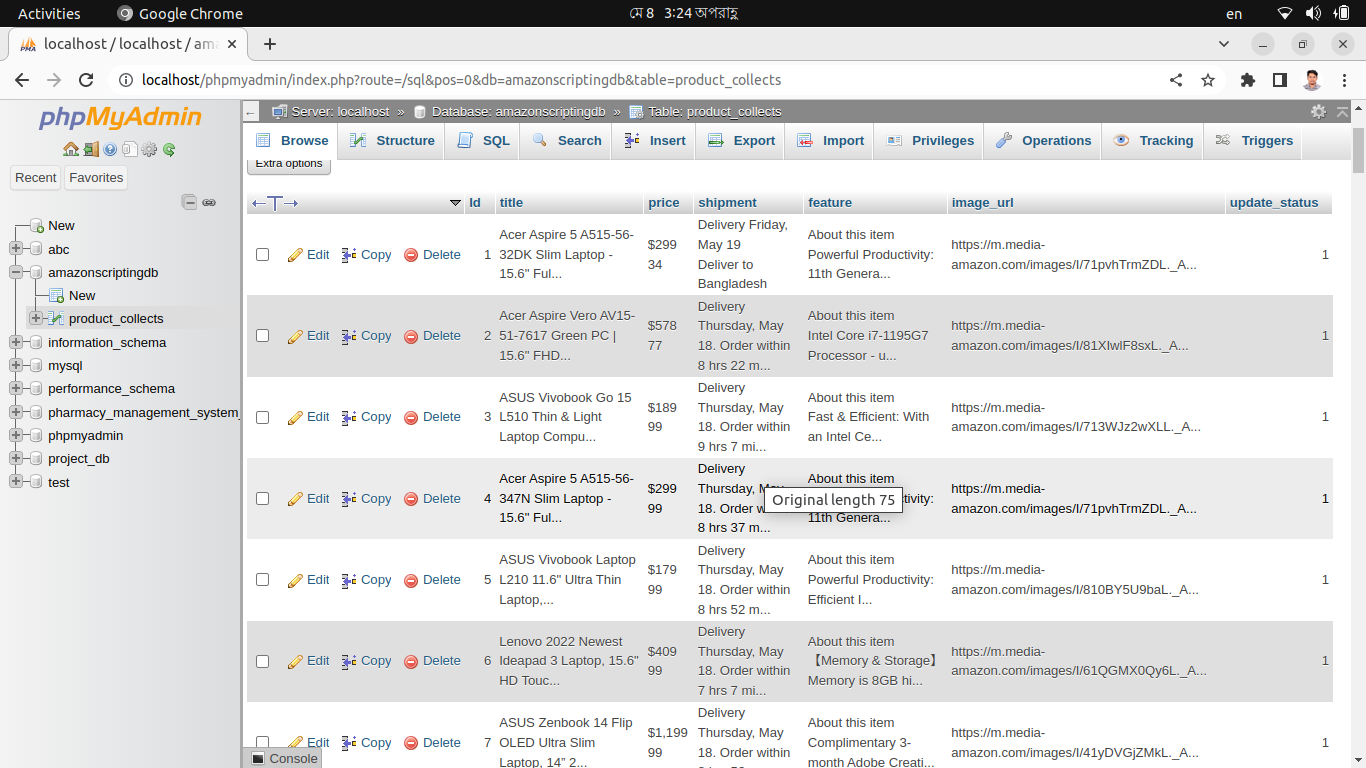 Activities
Google Chrome
মে 8 3:24 অপরাহ্ণ
en
localhost / localhost / ama
localhost/phpmyadmin/index.php?route=/sql&pos=0&db=amazonscriptingdb&table=product_collects
phpMyAdmin
Recent
Favorites
New
abc
amazonscriptingdb
New
product_collects
information_schema
mysql
performance_schema
pharmacy_management_system_
phpmyadmin
project_db
test
Server: localhost » Database: amazonscriptingdb » Table: product_collects
Browse Structure SQL Search Insert Export Import Privileges Operations Tracking Triggers
Extra options
←T→ Id title price shipment feature image_url update_status
Edit Copy Delete
1
Acer Aspire 5 A515-56-
32DK Slim Laptop -
15.6" Ful...
$299
34
Delivery Friday,
May 19
Deliver to
Bangladesh
About this item
Powerful Productivity:
11th Genera...
https://m.media-
amazon.com/images/I/71pvhTrmZDL._A...
1
Edit Copy Delete
2
Acer Aspire Vero AV15-
51-7617 Green PC |
15.6" FHD...
$578
77
Delivery
Thursday, May
18. Order within
8 hrs 22 m...
About this item
Intel Core i7-1195G7
Processor - u...
https://m.media-
amazon.com/images/I/81XIwIF8sxL._A...
1
Edit Copy Delete
3
ASUS Vivobook Go 15
L510 Thin & Light
Laptop Compu...
$189
99
Delivery
Thursday, May
18. Order within
9 hrs 7 mi...
About this item
Fast & Efficient: With
an Intel Ce...
https://m.media-
amazon.com/images/I/713WJz2wXLL._A...
1
Edit Copy Delete
4
Acer Aspire 5 A515-56-
347N Slim Laptop -
15.6" Ful...
$299
99
Delivery
Thursday, May
18. Order
8 hrs 37 m...
Original length 75
About this item
11th Genera...
https://m.media-
amazon.com/images/I/71pvhTrmZDL._A...
1
Edit Copy Delete
5
ASUS Vivobook Laptop
L210 11.6" Ultra Thin
Laptop,...
$179
99
Delivery
Thursday, May
18. Order within
8 hrs 52 m...
About this item
Powerful Productivity:
Efficient I...
https://m.media-
amazon.com/images/I/810BY5U9baL._A...
1
Edit Copy Delete
6
Lenovo 2022 Newest
Ideapad 3 Laptop, 15.6"
HD Touc...
$409
99
Delivery
Thursday, May
18. Order within
7 hrs 7 mi...
About this item
【Memory & Storage】
Memory is 8GB hi...
https://m.media-
amazon.com/images/I/61QGMX0Qy6L._A...
1
Edit Copy Delete
7
ASUS Zenbook 14 Flip
OLED Ultra Slim
Laptop, 14” 2...
$1,199
99
Delivery
Thursday, May
18. Order within
About this item
Complimentary 3-
month Adobe Creati...
https://m.media-
amazon.com/images/I/41yDVGjZMkL._A...
1
Console